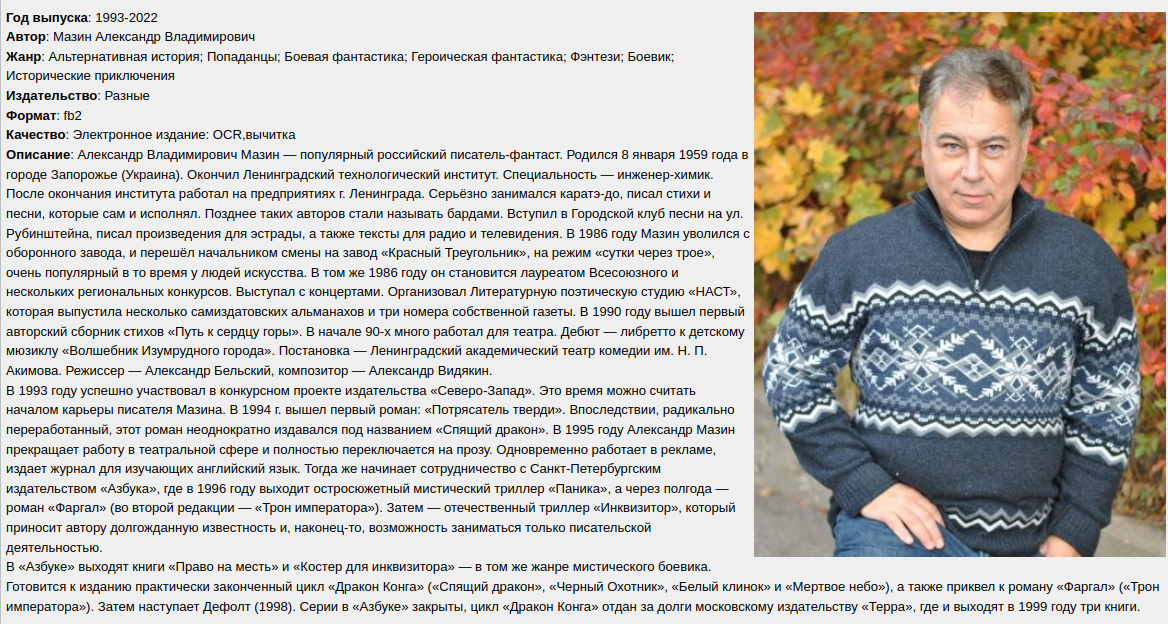 Год выпуска: 1993-2022
Автор: Мазин Александр Владимирович
Жанр: Альтернативная история; Попаданцы; Боевая фантастика; Героическая фантастика; Фэнтези; Боевик;
Исторические приключения
Издательство: Разные
Формат: fb2
Качество: Электронное издание: OCR,вычитка
Описание: Александр Владимирович Мазин — популярный российский писатель-фантаст. Родился 8 января 1959 года в
городе Запорожье (Украина). Окончил Ленинградский технологический институт. Специальность — инженер-химик.
После окончания института работал на предприятиях г. Ленинграда. Серьёзно занимался каратэ-до, писал стихи и
песни, которые сам и исполнял. Позднее таких авторов стали называть бардами. Вступил в Городской клуб песни на ул.
Рубинштейна, писал произведения для эстрады, а также тексты для радио и телевидения. В 1986 году Мазин уволился с
оборонного завода, и перешёл начальником смены на завод «Красный Треугольник», на режим «сутки через трое»,
очень популярный в то время у людей искусства. В том же 1986 году он становится лауреатом Всесоюзного и
нескольких региональных конкурсов. Выступал с концертами. Организовал Литературную поэтическую студию «НАСТ»,
которая выпустила несколько самиздатовских альманахов и три номера собственной газеты. В 1990 году вышел первый
авторский сборник стихов «Путь к сердцу горы». В начале 90-х много работал для театра. Дебют — либретто к детскому
мюзиклу «Волшебник Изумрудного города». Постановка — Ленинградский академический театр комедии им. Н. П.
Акимова. Режиссер — Александр Бельский, композитор — Александр Видякин.
В 1993 году успешно участвовал в конкурсном проекте издательства «Северо-Запад». Это время можно считать
началом карьеры писателя Мазина. В 1994 г. вышел первый роман: «Потрясатель тверди». Впоследствии, радикально
переработанный, этот роман неоднократно издавался под названием «Спящий дракон». В 1995 году Александр Мазин
прекращает работу в театральной сфере и полностью переключается на прозу. Одновременно работает в рекламе,
издает журнал для изучающих английский язык. Тогда же начинает сотрудничество с Санкт-Петербургским
издательством «Азбука», где в 1996 году выходит остросюжетный мистический триллер «Паника», а через полгода —
роман «Фаргал» (во второй редакции — «Трон императора»). Затем — отечественный триллер «Инквизитор», который
приносит автору долгожданную известность и, наконец-то, возможность заниматься только писательской
деятельностью.
В «Азбуке» выходят книги «Право на месть» и «Костер для инквизитора» — в том же жанре мистического боевика.
Готовится к изданию практически законченный цикл «Дракон Конга» («Спящий дракон», «Черный Охотник», «Белый клинок» и «Мертвое небо»), а также приквел к роману «Фаргал» («Трон
императора»). Затем наступает Дефолт (1998). Серии в «Азбуке» закрыты, цикл «Дракон Конга» отдан за долги московскому издательству «Терра», где и выходят в 1999 году три книги.